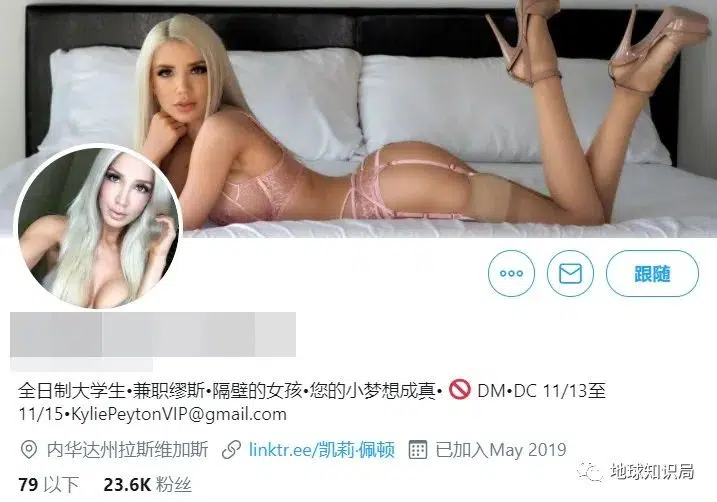 跟随
全日制大学生•兼职缪斯•隔壁的女孩•您的小梦想成真• 🚫 DM•DC 11/13至
11/15•KyliePeytonVIP@gmail.com
内华达州拉斯维加斯 linktr.ee/凯莉·佩顿 已加入May 2019
79 以下 23.6K 粉丝
地球知识局